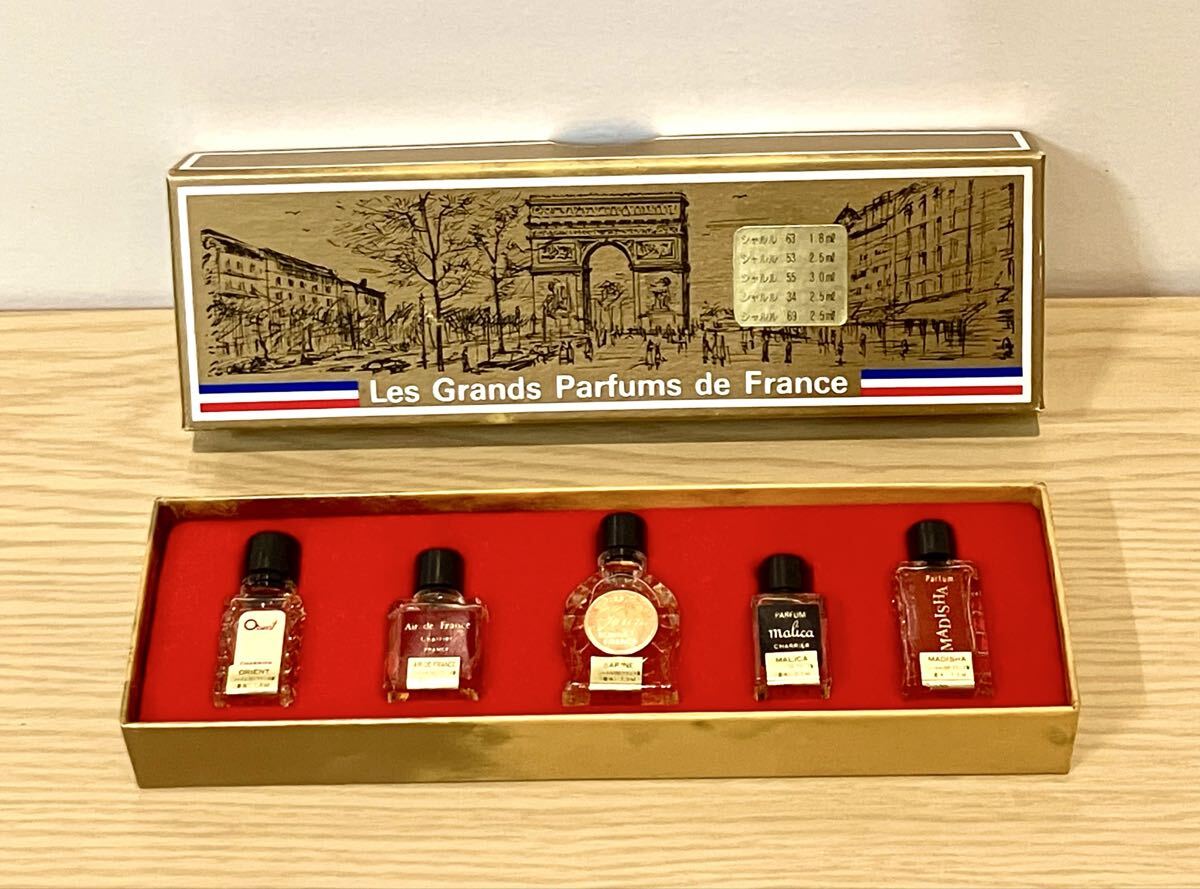 シャルル 63 1.8㎖
シャルル 53 2.5㎖
シャルル 55 3.0㎖
シャルル 34 2.5㎖
シャルル 69 2.5㎖
Les Grands Parfums de France
Orient
ORIENT
Air de France
Charrier
FRANCE
AIR DE FRANCE
PARFUM
malica
CHARRIER
MALICA
Parfum
MADISHA
MADISHA